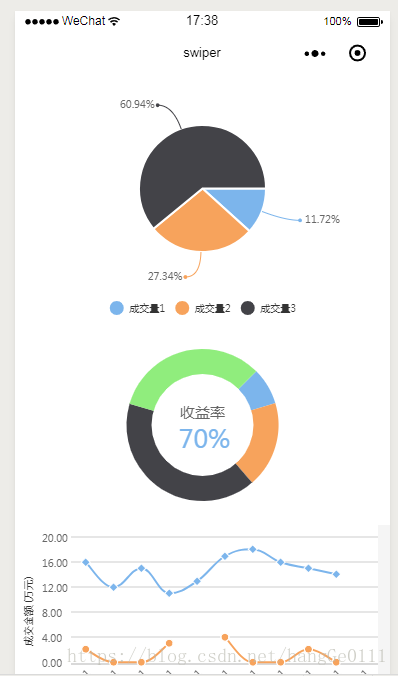 WeChat 17:38 100%
swiper
60.94%
11.72%
27.34%
成交量1 成交量2 成交量3
收益率
70%
20.00
16.00
12.00
8.00
4.00
0.00
成交金额 (万元)
https://blog.csdn.net/hangGe0111